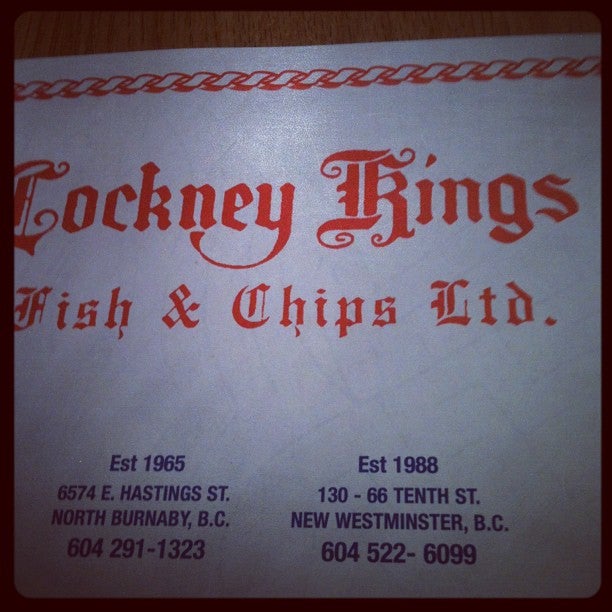 Cockney Kings
Fish & Chips Ltd.
Est 1965
6574 E. HASTINGS ST.
NORTH BURNABY, B.C.
604 291-1323
Est 1988
130 - 66 TENTH ST.
NEW WESTMINSTER, B.C.
604 522- 6099